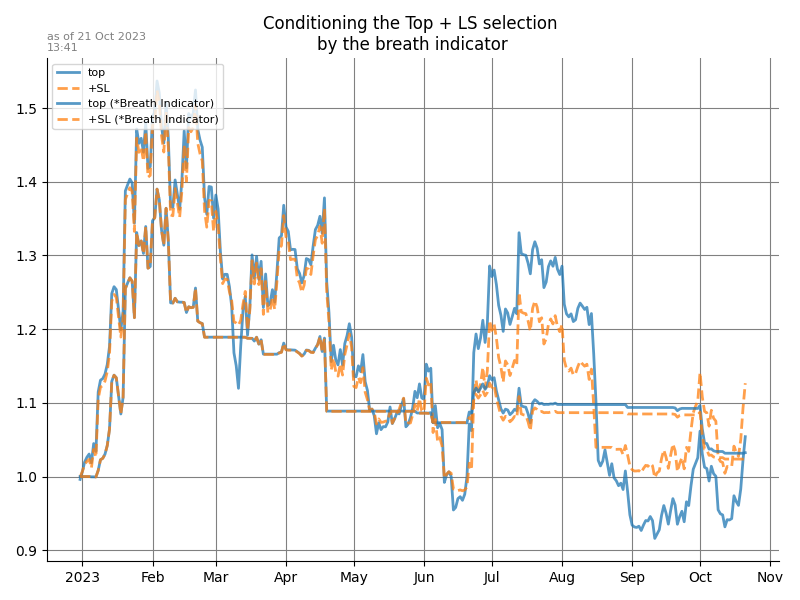 Conditioning the Top + LS selection
by the breath indicator
as of 21 Oct 2023
13:41
top
+SL
top (*Breath Indicator)
+SL (*Breath Indicator)
1.5
1.4
1.3
1.2
1.1
1.0
0.9
2023 Feb Mar Apr May Jun Jul Aug Sep Oct Nov